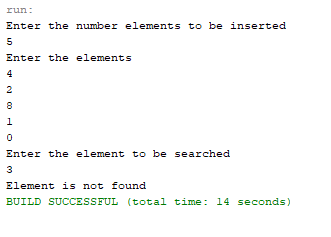 run:
Enter the number elements to be inserted
5
Enter the elements
4
2
8
1
0
Enter the element to be searched
3
Element is not found
BUILD SUCCESSFUL (total time: 14 seconds)